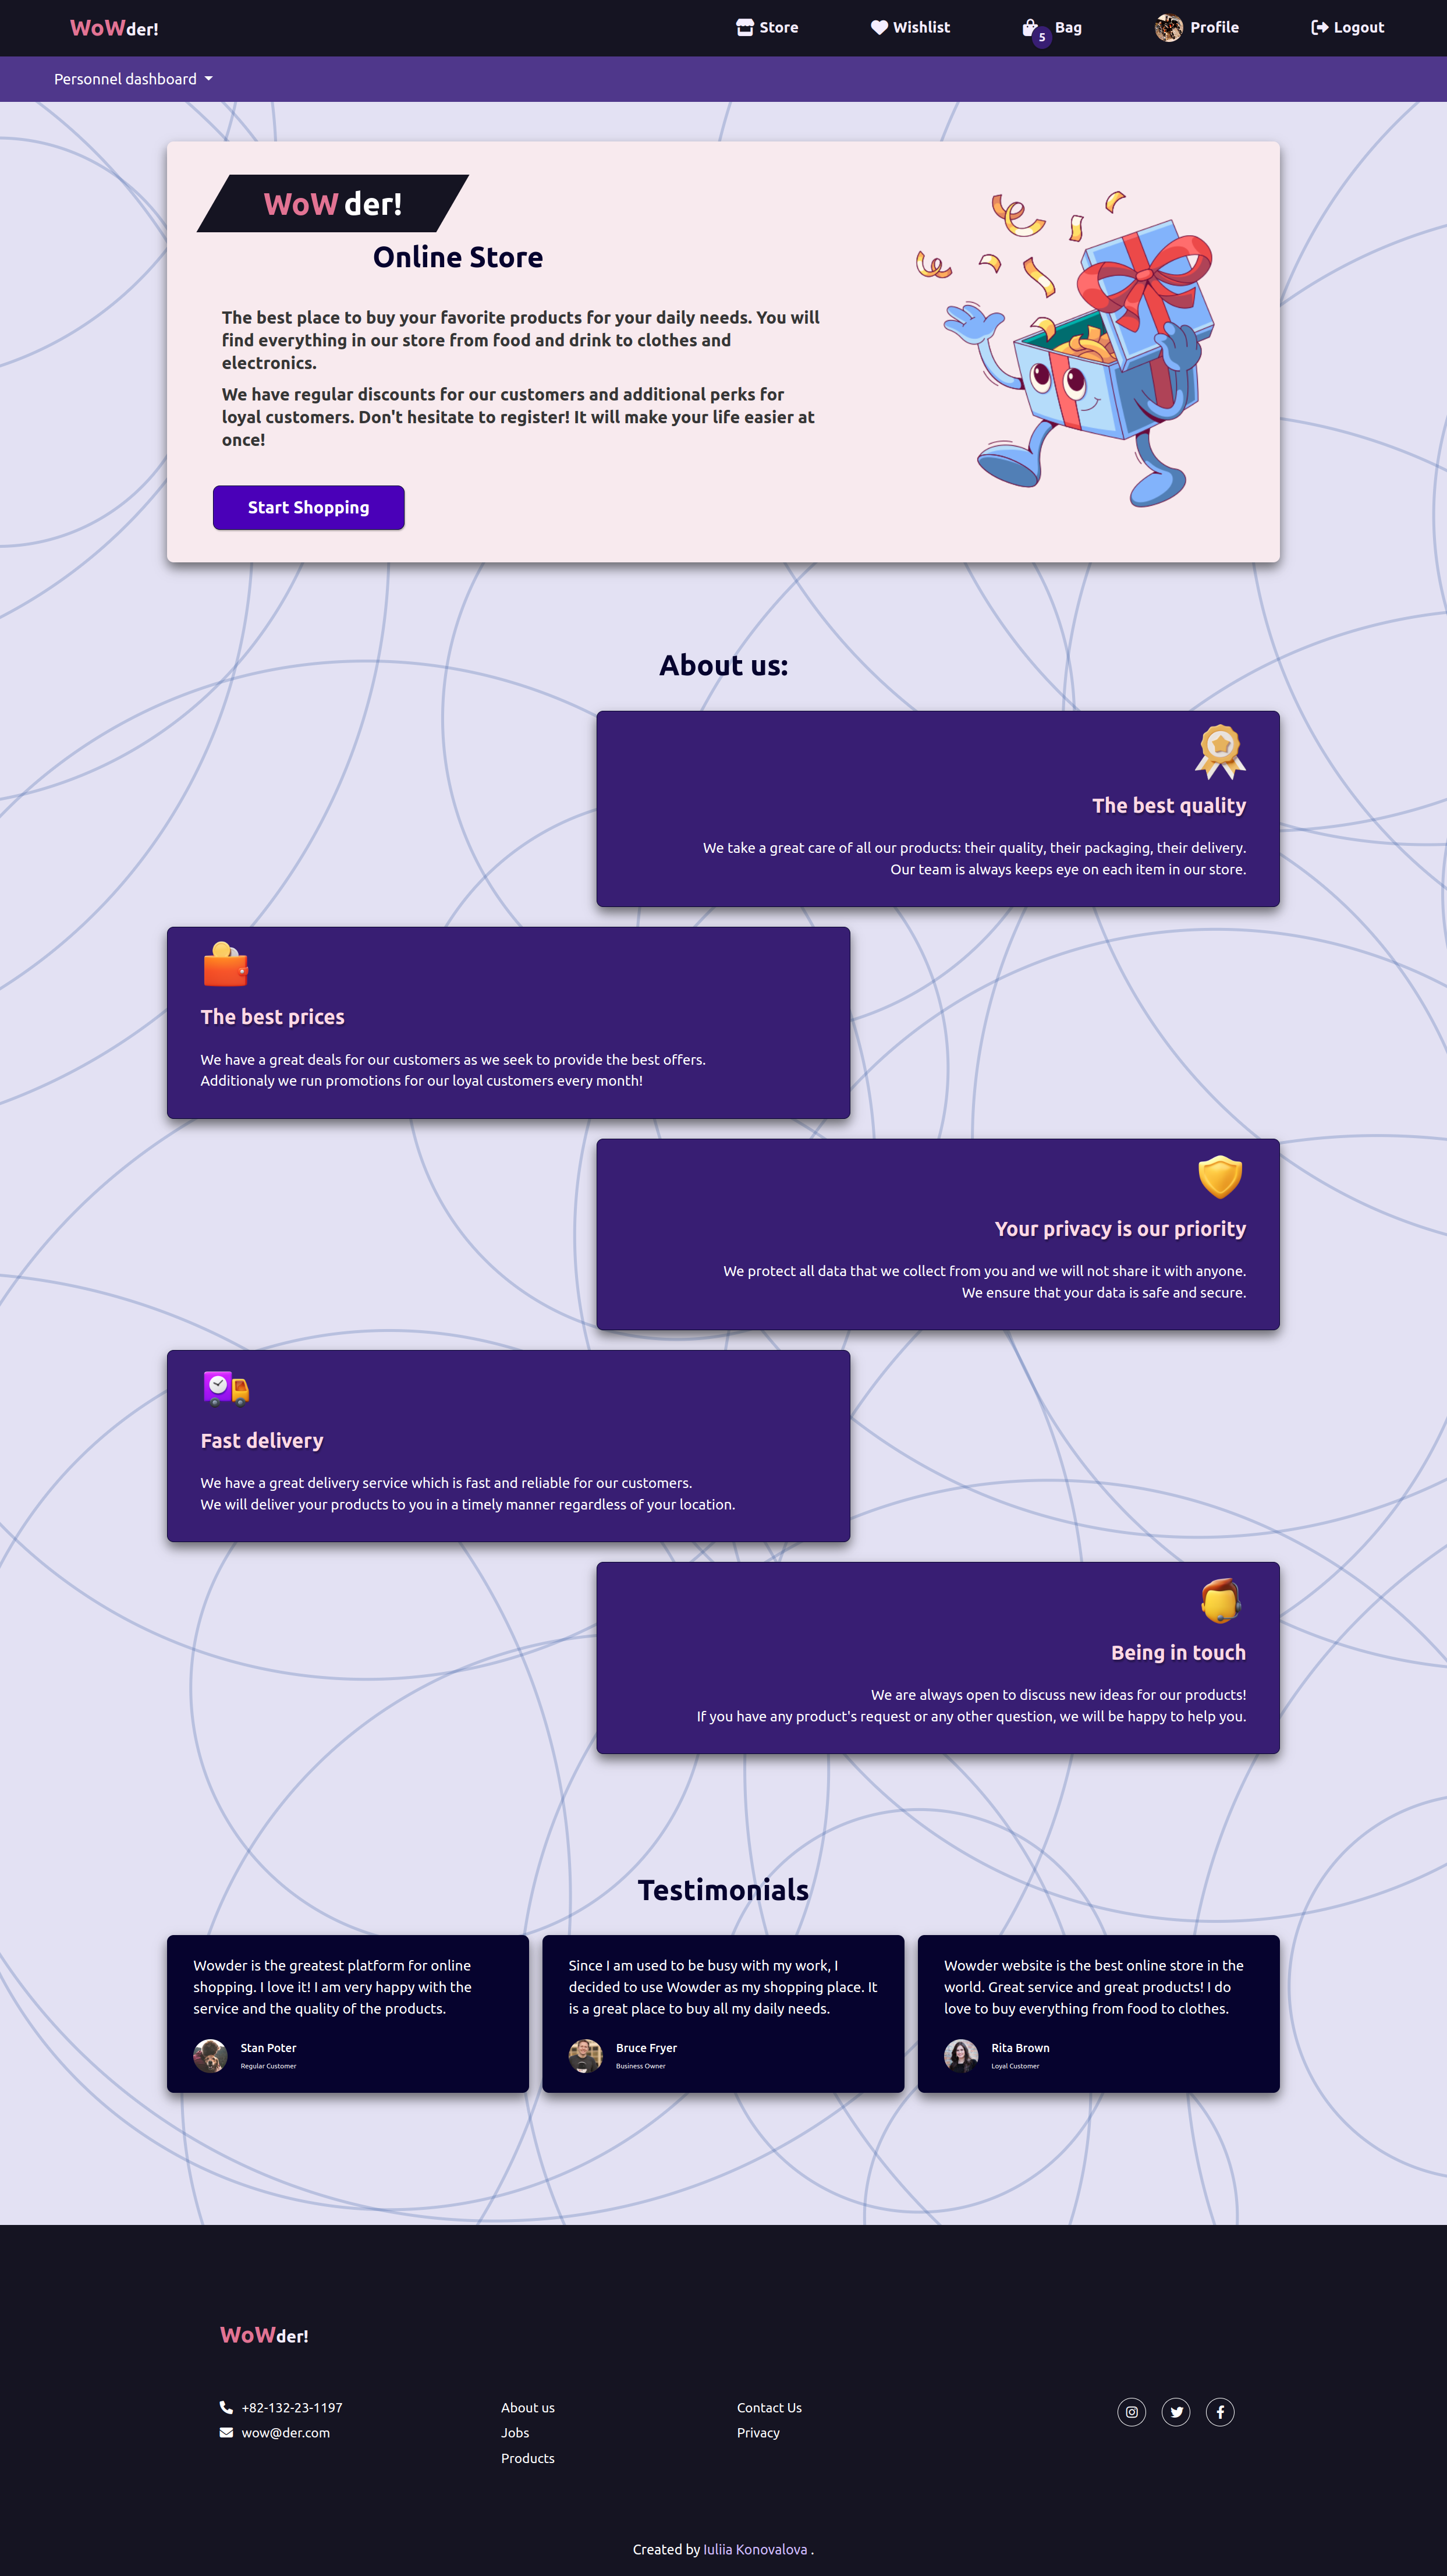 WoWder!
Store
Wishlist
5
Bag
Profile
Logout
Personnel dashboard
WoW der!
Online Store
The best place to buy your favorite products for your daily needs. You will
find everything in our store from food and drink to clothes and
electronics.
We have regular discounts for our customers and additional perks for
loyal customers. Don't hesitate to register! It will make your life easier at
once!
Start Shopping
About us:
The best quality
We take a great care of all our products: their quality, their packaging, their delivery.
Our team is always keeps eye on each item in our store.
The best prices
We have a great deals for our customers as we seek to provide the best offers.
Additionaly we run promotions for our loyal customers every month!
Your privacy is our priority
We protect all data that we collect from you and we will not share it with anyone.
We ensure that your data is safe and secure.
Fast delivery
We have a great delivery service which is fast and reliable for our customers.
We will deliver your products to you in a timely manner regardless of your location.
Being in touch
We are always open to discuss new ideas for our products!
If you have any product's request or any other question, we will be happy to help you.
Testimonials
Wowder is the greatest platform for online
shopping. I love it! I am very happy with the
service and the quality of the products.
Stan Poter
Regular Customer
Since I am used to be busy with my work, I
decided to use Wowder as my shopping place. It
is a great place to buy all my daily needs.
Bruce Fryer
Business Owner
Wowder website is the best online store in the
world. Great service and great products! I do
love to buy everything from food to clothes.
Rita Brown
Loyal Customer
WoWder!
+82-132-23-1197
wow@der.com
About us
Jobs
Products
Contact Us
Privacy
Created by Iuliia Konovalova .